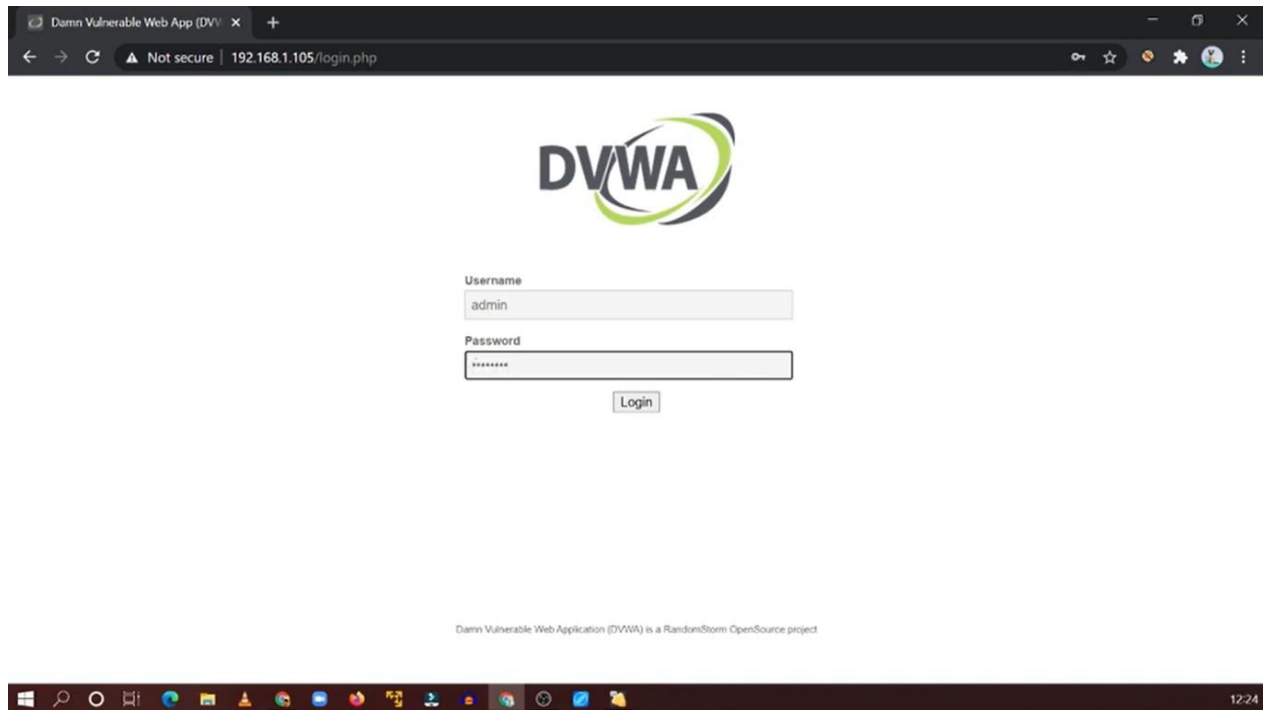 Damn Vulnerable Web App (DVW
Not secure | 192.168.1.105/login.php
DVWA
Username
admin
Password
Login
Damn Vulnerable Web Application (DVWA) is a RandomStorm OpenSource project
12:24